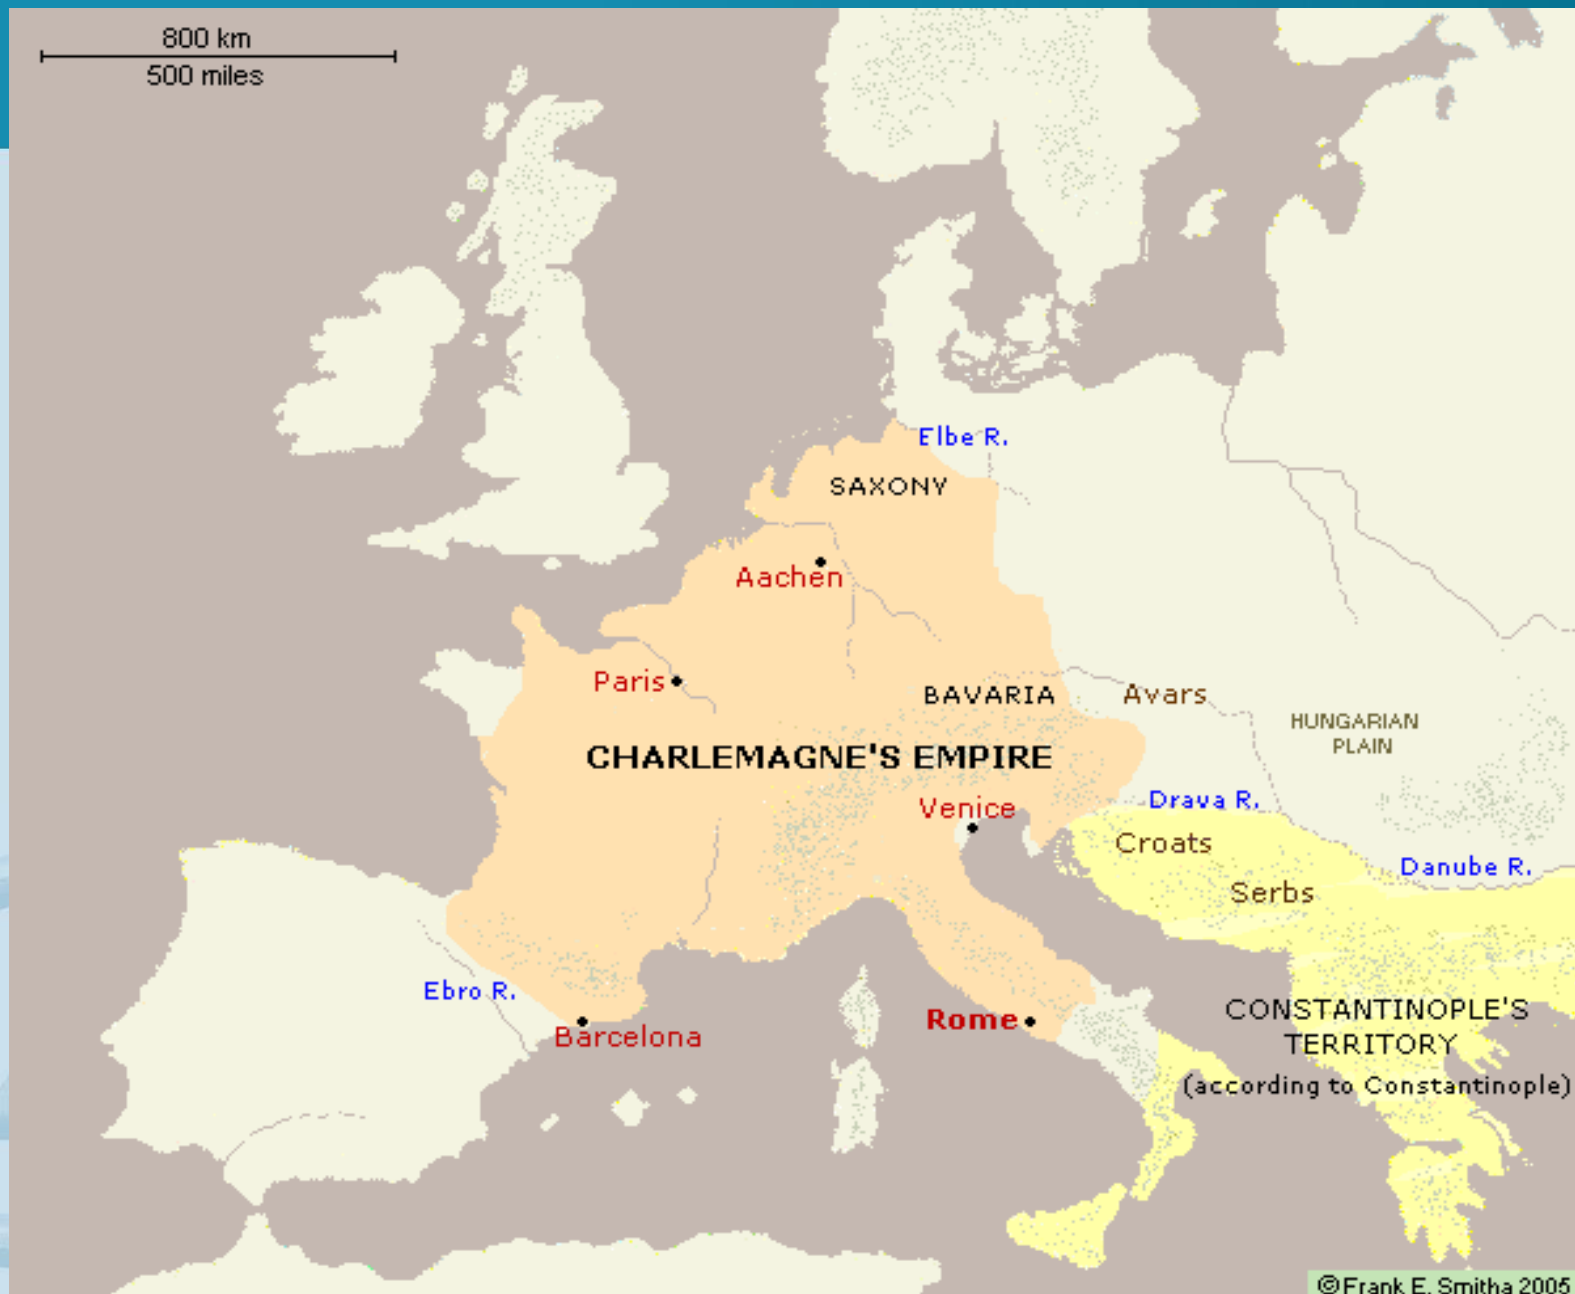 800 km
500 miles
Elbe R.
SAXONY
Aachen
Paris
BAVARIA
Avars
HUNGARIAN
PLAIN
CHARLEMAGNE'S EMPIRE
Venice
Drava R.
Croats
Danube R.
Serbs
Ebro R.
Barcelona
Rome
CONSTANTINOPLE'S
TERRITORY
(according to Constantinople)
©Frank E. Smitha 2005